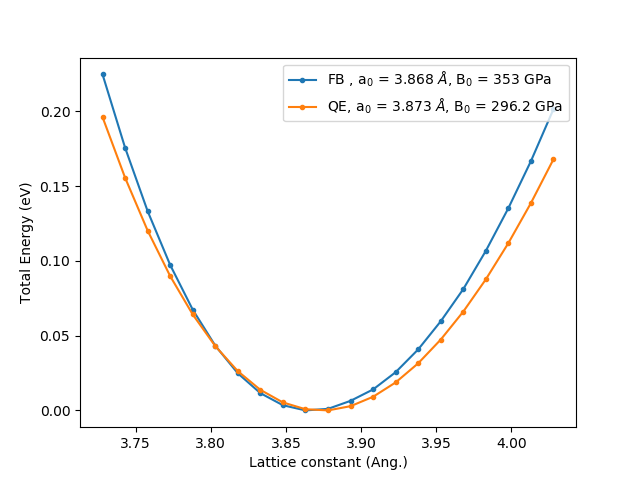 FB , a₀ = 3.868 Å, B₀ = 353 GPa
QE, a₀ = 3.873 Å, B₀ = 296.2 GPa
0.20
0.15
0.10
0.05
0.00
Total Energy (eV)
3.75 3.80 3.85 3.90 3.95 4.00
Lattice constant (Ang.)